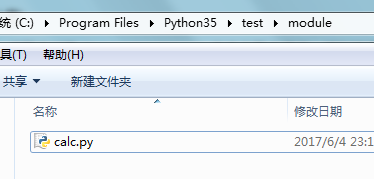 统 (C:) ▸ Program Files ▸ Python35 ▸ test ▸ module
具(T) 帮助(H)
共享 ▼ 新建文件夹
名称 修改日期
calc.py 2017/6/4 23:1